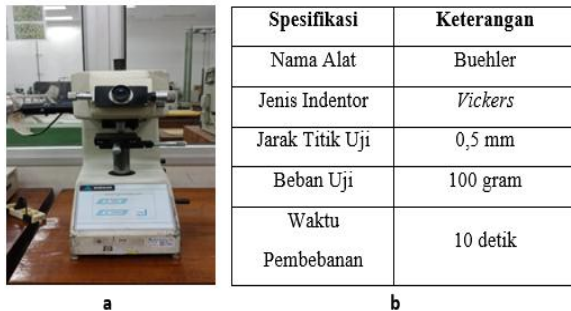 Spesifikasi Keterangan
Nama Alat Buehler
Jenis Indentor Vickers
Jarak Titik Uji 0,5 mm
Beban Uji 100 gram
Waktu
Pembebanan 10 detik
a b